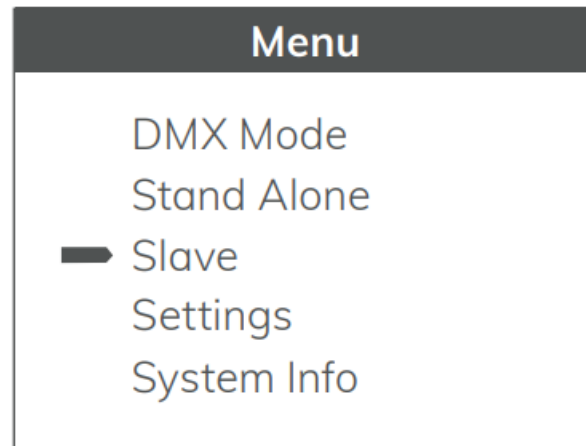 Menu
DMX Mode
Stand Alone
Slave
Settings
System Info